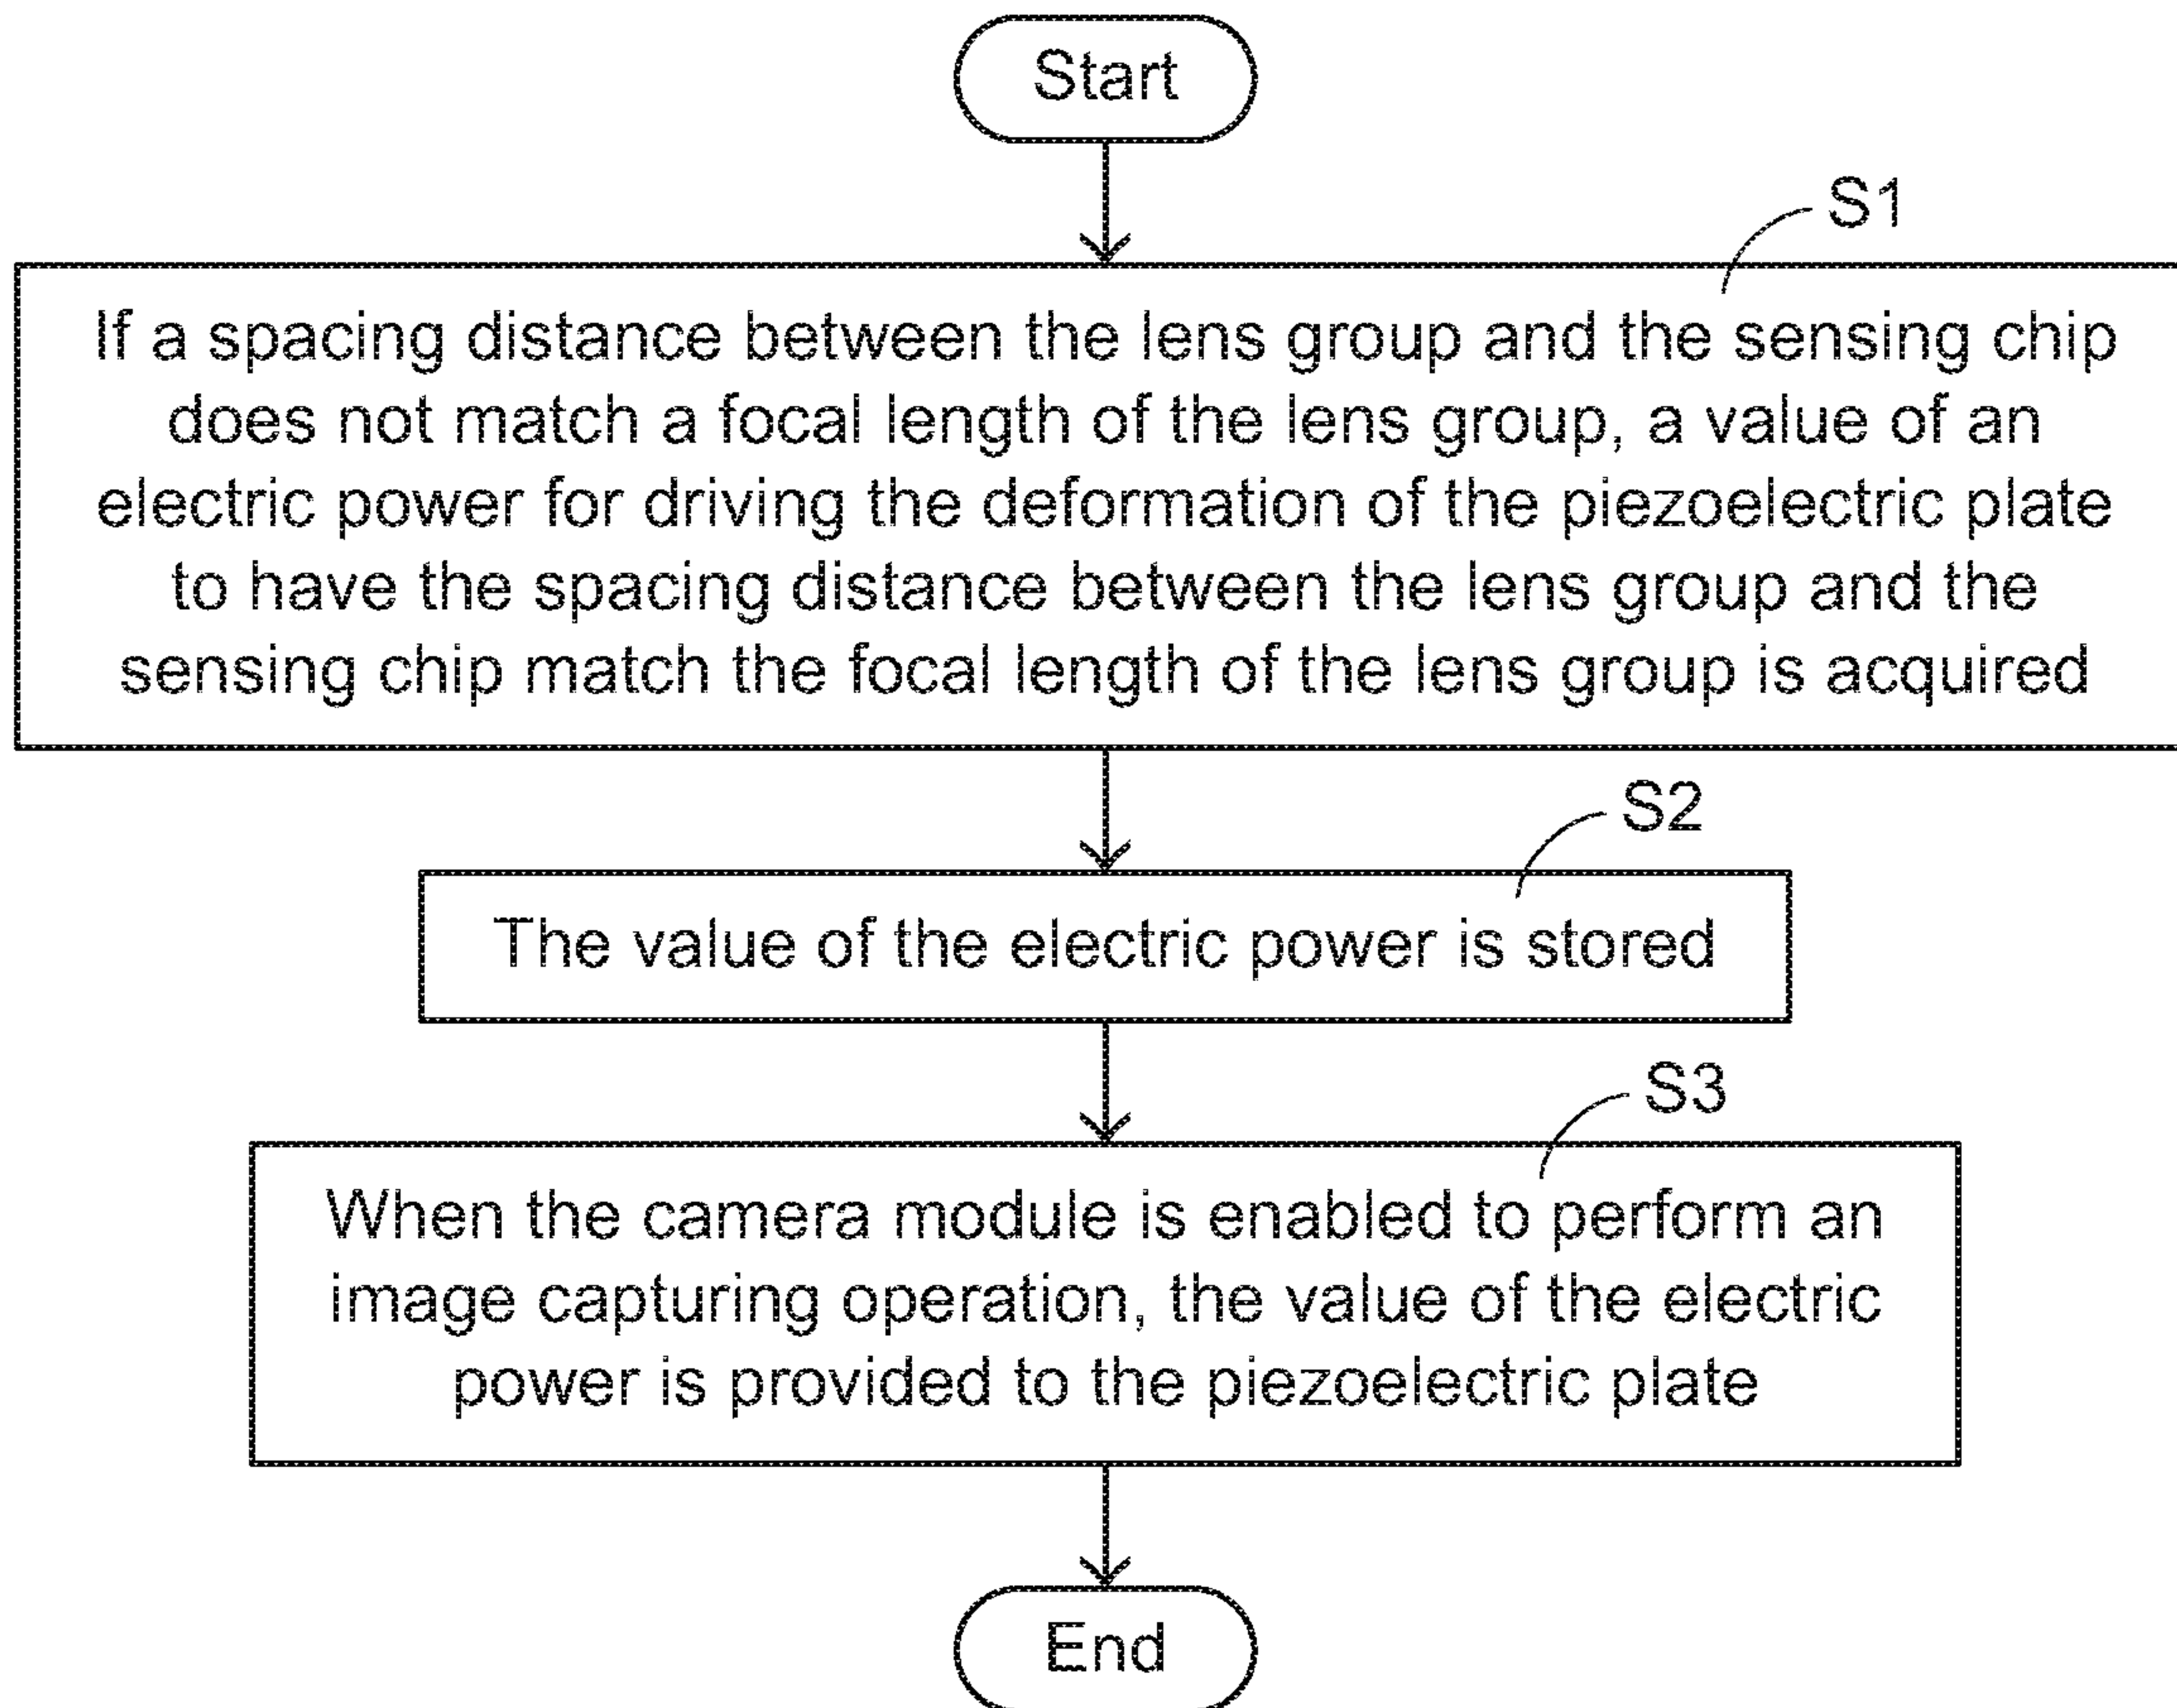 Start
S1
If a spacing distance between the lens group and the sensing chip
does not match a focal length of the lens group, a value of an
electric power for driving the deformation of the piezoelectric plate
to have the spacing distance between the lens group and the
sensing chip match the focal length of the lens group is acquired
S2
The value of the electric power is stored
S3
When the camera module is enabled to perform an
image capturing operation, the value of the electric
power is provided to the piezoelectric plate
End